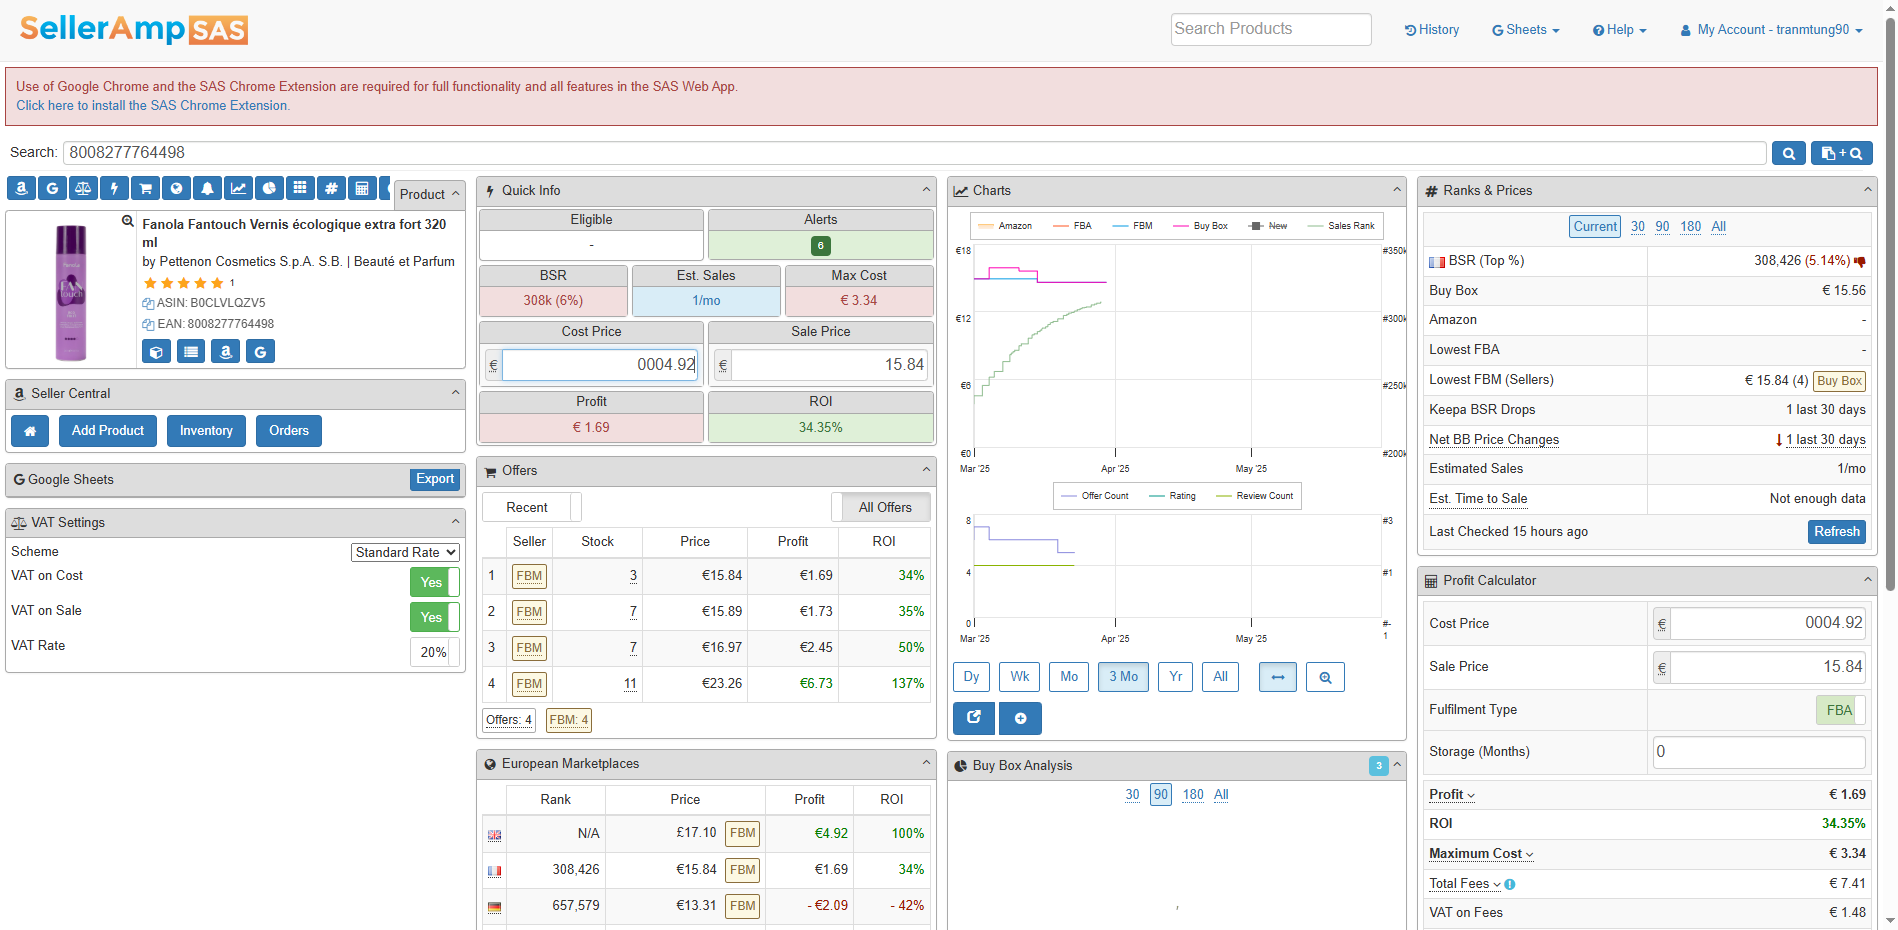 SellerAmp SAS
Search Products
History
Sheets
Help
My Account - tranmtung90
Use of Google Chrome and the SAS Chrome Extension are required for full functionality and all features in the SAS Web App.
Click here to install the SAS Chrome Extension.
Search: 8008277764498
Product
Fanola Fantouch Vernis écologique extra fort 320
ml
by Pettenon Cosmetics S.p.A. S.B. | Beauté et Parfum
1
ASIN: B0CLVLQZV5
EAN: 8008277764498
Seller Central
Add Product
Inventory
Orders
Google Sheets
Export
VAT Settings
Scheme Standard Rate
VAT on Cost Yes
VAT on Sale Yes
VAT Rate 20%
Quick Info
Eligible Alerts
- 6
BSR Est. Sales Max Cost
308k (6%) 1/mo € 3.34
Cost Price Sale Price
€ 0004.92 € 15.84
Profit ROI
€ 1.69 34.35%
Offers
Recent All Offers
Seller Stock Price Profit ROI
1 FBM 3 €15.84 €1.69 34%
2 FBM 7 €15.89 €1.73 35%
3 FBM 7 €16.97 €2.45 50%
4 FBM 11 €23.26 €6.73 137%
Offers: 4 FBM: 4
European Marketplaces
Rank Price Profit ROI
N/A £17.10 FBM €4.92 100%
308,426 €15.84 FBM €1.69 34%
657,579 €13.31 FBM - €2.09 - 42%
Charts
Amazon FBA FBM Buy Box New Sales Rank
€18 #350k
€12 #300k
€6 #250k
€0 #200k
Mar '25 Apr '25 May '25
Offer Count Rating Review Count
8 #3
4 #1
0 #-1
Mar '25 Apr '25 May '25
Dy Wk Mo 3 Mo Yr All
Buy Box Analysis 3
30 90 180 All
Ranks & Prices
Current 30 90 180 All
BSR (Top %) 308,426 (5.14%)
Buy Box € 15.56
Amazon -
Lowest FBA -
Lowest FBM (Sellers) € 15.84 (4) Buy Box
Keepa BSR Drops 1 last 30 days
Net BB Price Changes 1 last 30 days
Estimated Sales 1/mo
Est. Time to Sale Not enough data
Last Checked 15 hours ago Refresh
Profit Calculator
Cost Price € 0004.92
Sale Price € 15.84
Fulfilment Type FBA
Storage (Months) 0
Profit € 1.69
ROI 34.35%
Maximum Cost € 3.34
Total Fees € 7.41
VAT on Fees € 1.48